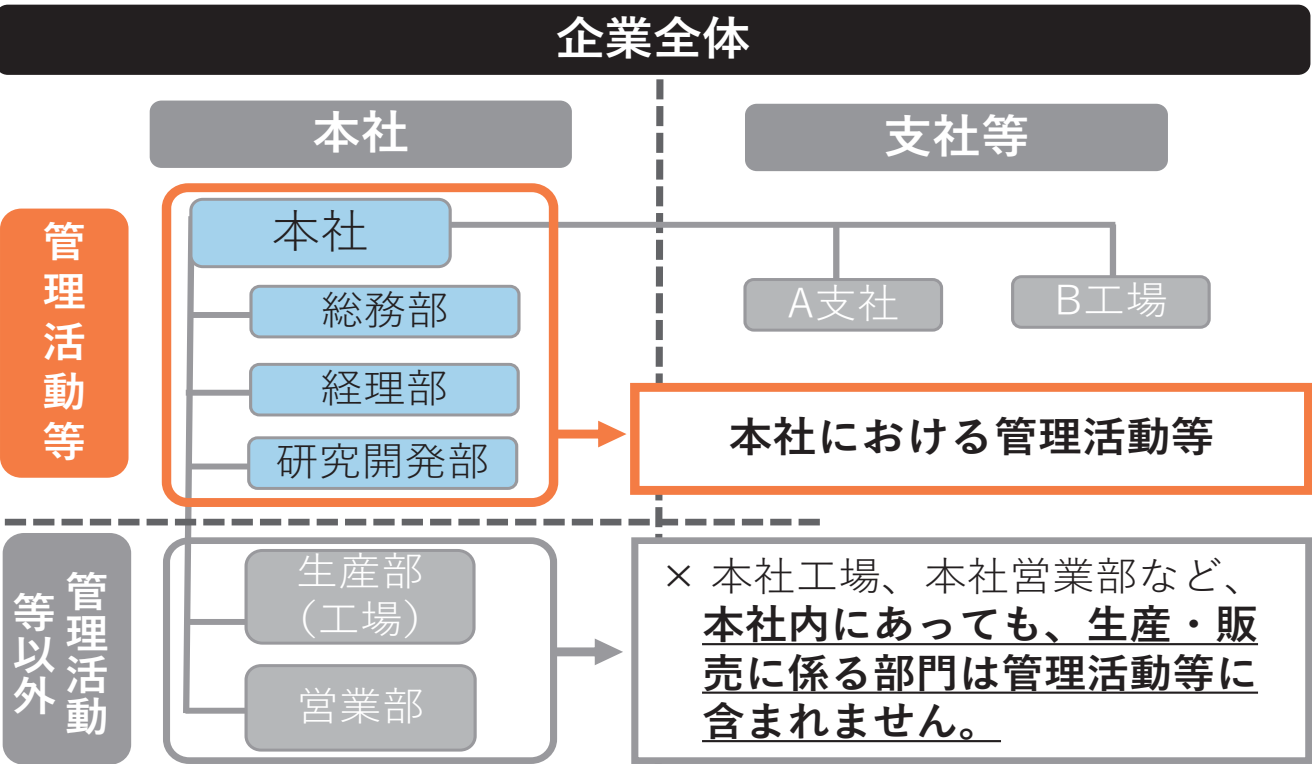 企業全体
本社
支社等
管理活動等
本社
総務部
経理部
研究開発部
A支社
B工場
本社における管理活動等
管理活動
等以外
生産部
（工場）
営業部
× 本社工場、本社営業部など、
本社内にあっても、生産・販
売に係る部門は管理活動等に
含まれません。